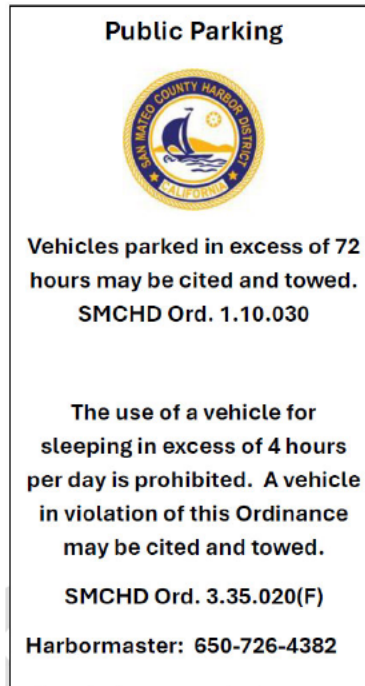 Public Parking
SAN MATEO COUNTY HARBOR DISTRICT
CALIFORNIA
Vehicles parked in excess of 72
hours may be cited and towed.
SMCHD Ord. 1.10.030
The use of a vehicle for
sleeping in excess of 4 hours
per day is prohibited.  A vehicle
in violation of this Ordinance
may be cited and towed.
SMCHD Ord. 3.35.020(F)
Harbormaster:  650-726-4382